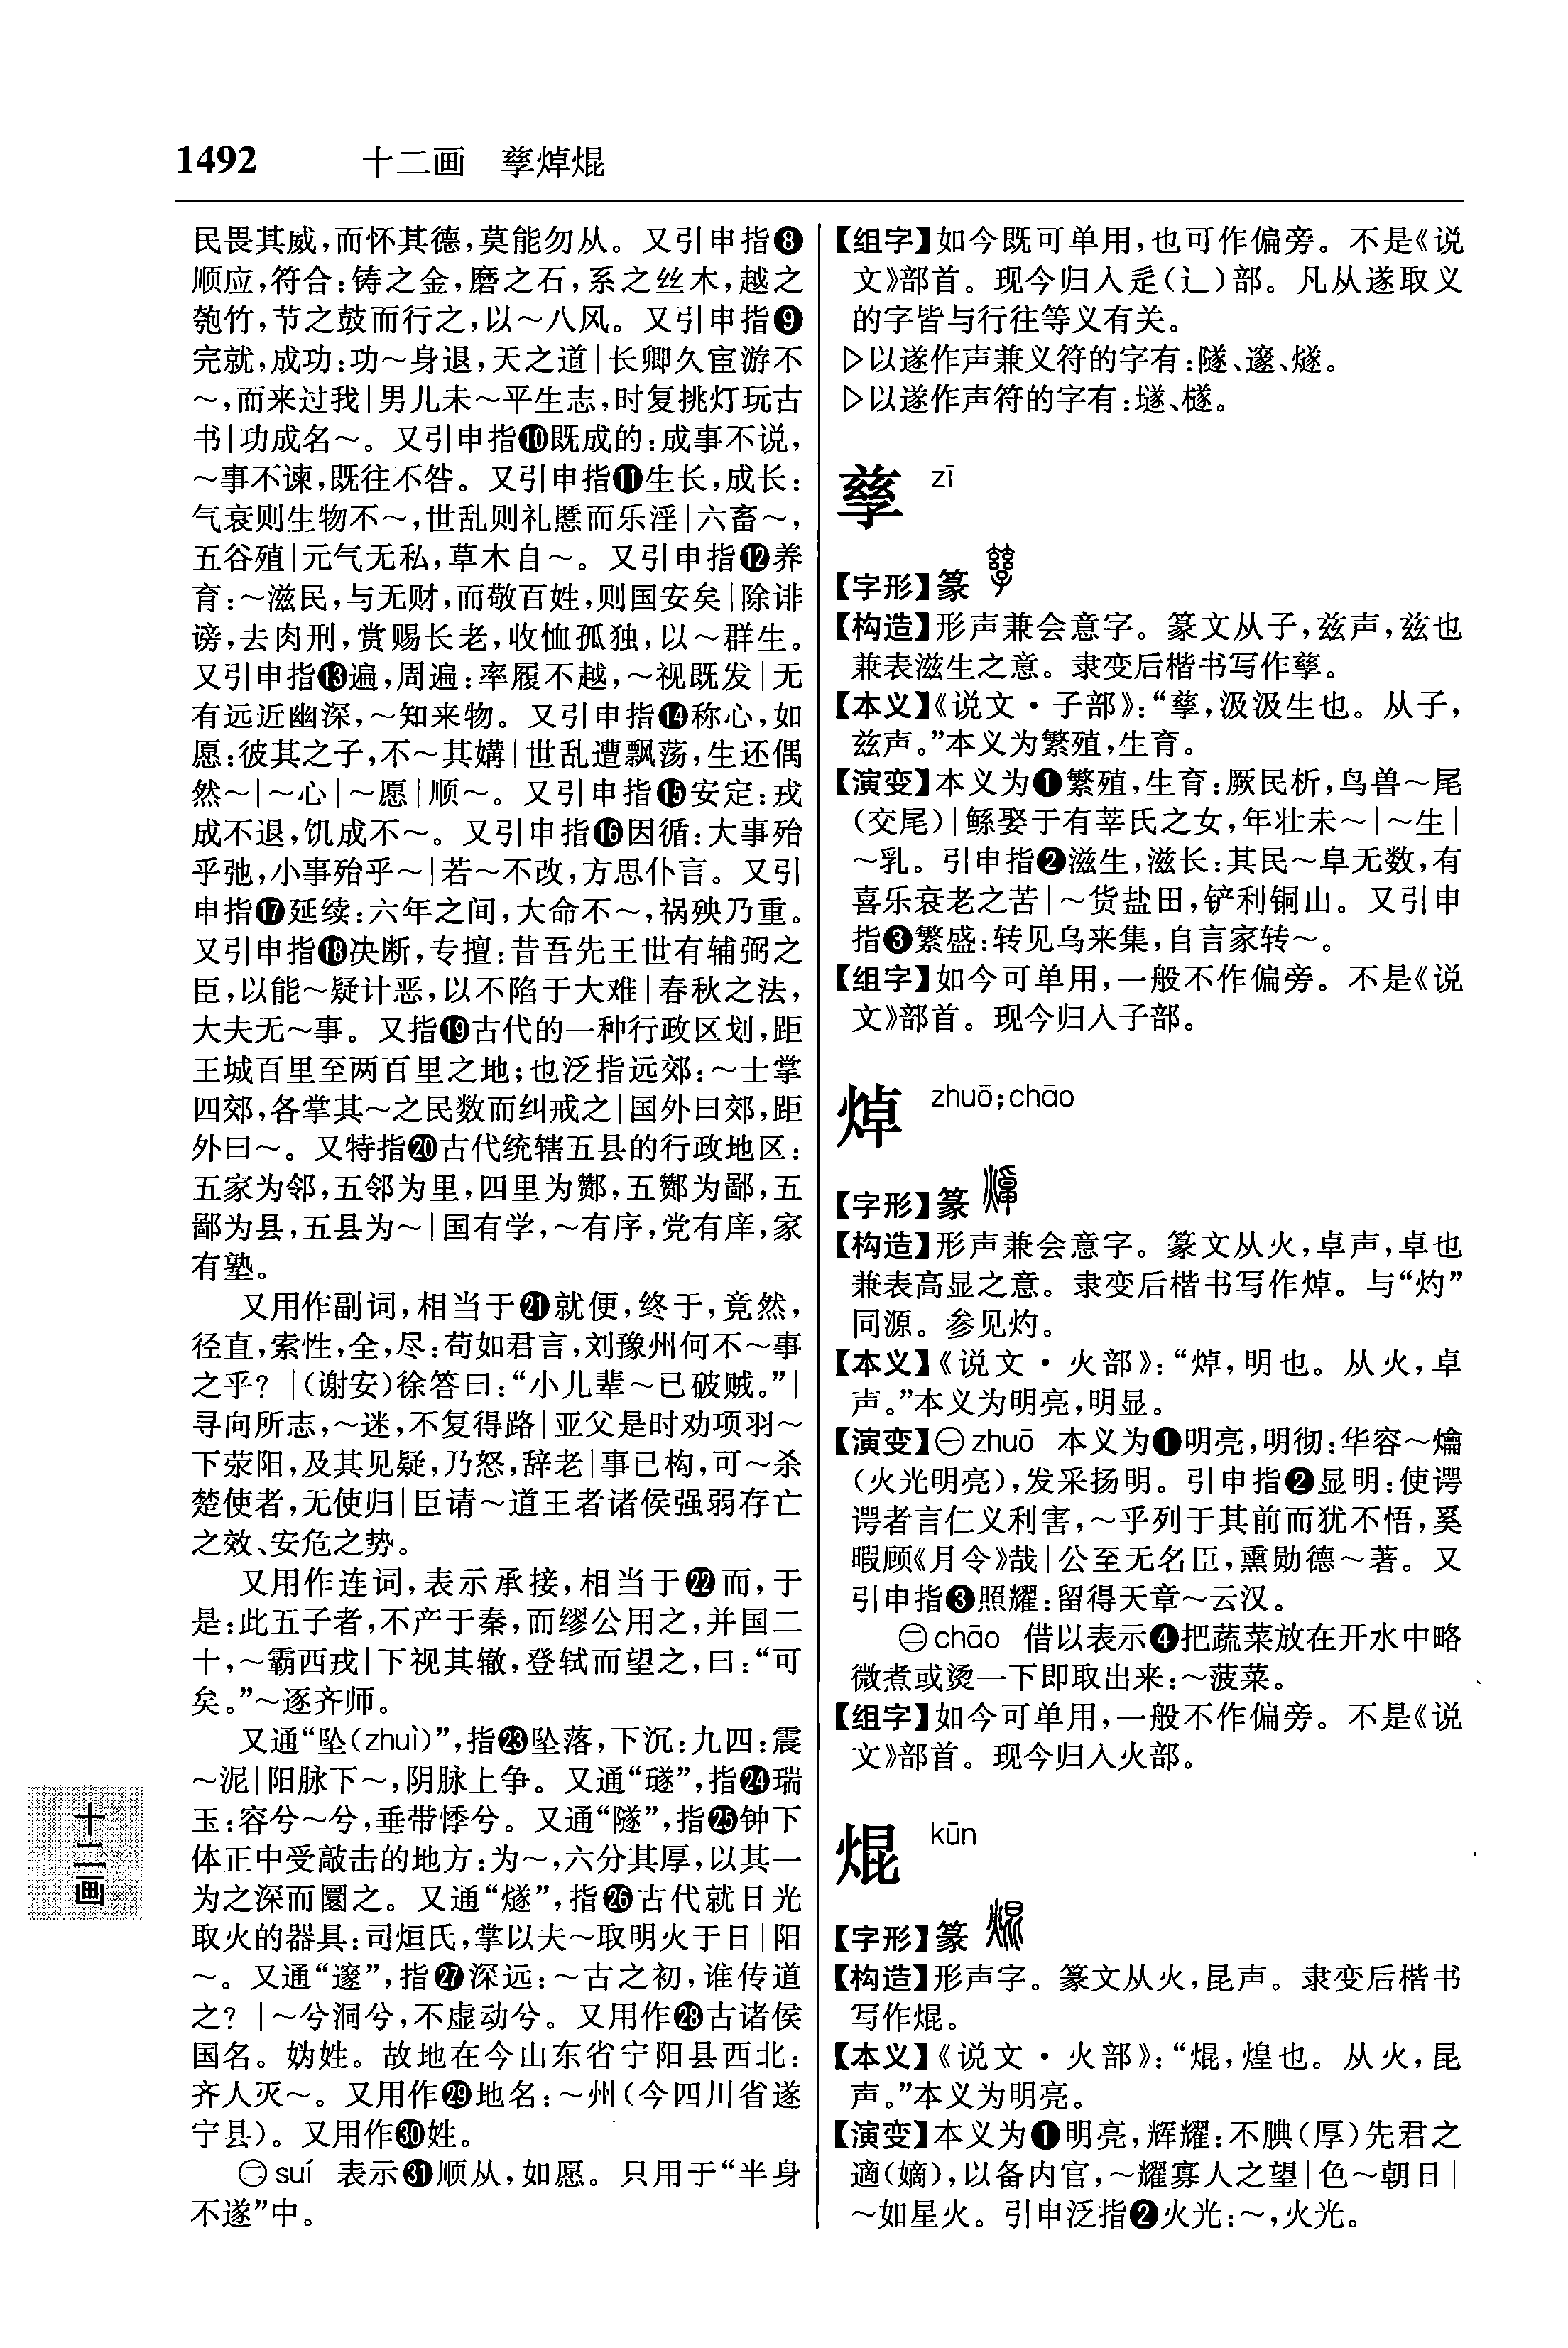 1492 十二画 孳焯焜
民畏其威,而怀其德,莫能勿从。又引申指❽
顺应,符合:铸之金,磨之石,系之丝木,越之
匏竹,节之鼓而行之,以～八风。又引申指❾
完就,成功:功～身退,天之道|长卿久宦游不
～,而来过我|男儿未～平生志,时复挑灯玩古
书|功成名～。又引申指❿既成的:成事不说,
～事不谏,既往不咎。又引申指⓫生长,成长:
气衰则生物不～,世乱则礼慝而乐淫|六畜～,
五谷殖|元气无私,草木自～。又引申指⓬养
育:～滋民,与无财,而敬百姓,则国安矣|除诽
谤,去肉刑,赏赐长老,收恤孤独,以～群生。
又引申指⓭遍,周遍:率履不越,～视既发|无
有远近幽深,～知来物。又引申指⓮称心,如
愿:彼其之子,不～其媾|世乱遭飘荡,生还偶
然～|～心|～愿|顺～。又引申指⓯安定:戎
成不退,饥成不～。又引申指⓰因循:大事殆
乎弛,小事殆乎～|若～不改,方思仆言。又引
申指⓱延续:六年之间,大命不～,祸殃乃重。
又引申指⓲决断,专擅:昔吾先王世有辅弼之
臣,以能～疑计恶,以不陷于大难|春秋之法,
大夫无～事。又指⓳古代的一种行政区划,距
王城百里至两百里之地;也泛指远郊:～士掌
四郊,各掌其～之民数而纠戒之|国外曰郊,距
外曰～。又特指⓴古代统辖五县的行政地区:
五家为邻,五邻为里,四里为酂,五酂为鄙,五
鄙为县,五县为～|国有学,～有序,党有庠,家
有塾。
又用作副词,相当于㉑就便,终于,竟然,
径直,索性,全,尽:苟如君言,刘豫州何不～事
之乎?|(谢安)徐答曰:“小儿辈～已破贼。”|
寻向所志,～迷,不复得路|亚父是时劝项羽～
下荥阳,及其见疑,乃怒,辞老|事已构,可～杀
楚使者,无使归|臣请～道王者诸侯强弱存亡
之效、安危之势。
又用作连词,表示承接,相当于㉒而,于
是:此五子者,不产于秦,而缪公用之,并国二
十,～霸西戎|下视其辙,登轼而望之,曰:“可
矣。”～逐齐师。
又通“坠(zhuì)”,指㉓坠落,下沉:九四:震
～泥|阳脉下～,阴脉上争。又通“璲”,指㉔瑞
玉:容兮～兮,垂带悸兮。又通“隧”,指㉕钟下
体正中受敲击的地方:为～,六分其厚,以其一
为之深而圜之。又通“燧”,指㉖古代就日光
取火的器具:司烜氏,掌以夫～取明火于日|阳
～。又通“邃”,指㉗深远:～古之初,谁传道
之?|～兮洞兮,不虚动兮。又用作㉘古诸侯
国名。妫姓。故地在今山东省宁阳县西北:
齐人灭～。又用作㉙地名:～州(今四川省遂
宁县)。又用作㉚姓。
㊁suí 表示㉛顺从,如愿。只用于“半身
不遂”中。
【组字】如今既可单用,也可作偏旁。不是《说
文》部首。现今归入辵(辶)部。凡从遂取义
的字皆与行往等义有关。
▷以遂作声兼义符的字有:隧、邃、燧。
▷以遂作声符的字有:璲、檖。
孳 zī
【字形】篆
【构造】形声兼会意字。篆文从子,兹声,兹也
兼表滋生之意。隶变后楷书写作孳。
【本义】《说文·子部》:“孳,汲汲生也。从子,
兹声。”本义为繁殖,生育。
【演变】本义为❶繁殖,生育:厥民析,鸟兽～尾
(交尾)|鲧娶于有莘氏之女,年壮未～|～生|
～乳。引申指❷滋生,滋长:其民～阜无数,有
喜乐衰老之苦|～货盐田,铲利铜山。又引申
指❸繁盛:转见乌来集,自言家转～。
【组字】如今可单用,一般不作偏旁。不是《说
文》部首。现今归入子部。
焯 zhuō;chāo
【字形】篆
【构造】形声兼会意字。篆文从火,卓声,卓也
兼表高显之意。隶变后楷书写作焯。与“灼”
同源。参见灼。
【本义】《说文·火部》:“焯,明也。从火,卓
声。”本义为明亮,明显。
【演变】㊀zhuō 本义为❶明亮,明彻:华容～爚
(火光明亮),发采扬明。引申指❷显明:使谔
谔者言仁义利害,～乎列于其前而犹不悟,奚
暇顾《月令》哉|公至无名臣,熏勋德～著。又
引申指❸照耀:留得天章～云汉。
㊁chāo 借以表示❹把蔬菜放在开水中略
微煮或烫一下即取出来:～菠菜。
【组字】如今可单用,一般不作偏旁。不是《说
文》部首。现今归入火部。
焜 kūn
【字形】篆
【构造】形声字。篆文从火,昆声。隶变后楷书
写作焜。
【本义】《说文·火部》:“焜,煌也。从火,昆
声。”本义为明亮。
【演变】本义为❶明亮,辉耀:不腆(厚)先君之
適(嫡),以备内官,～耀寡人之望|色～朝日|
～如星火。引申泛指❷火光:～,火光。
十二画